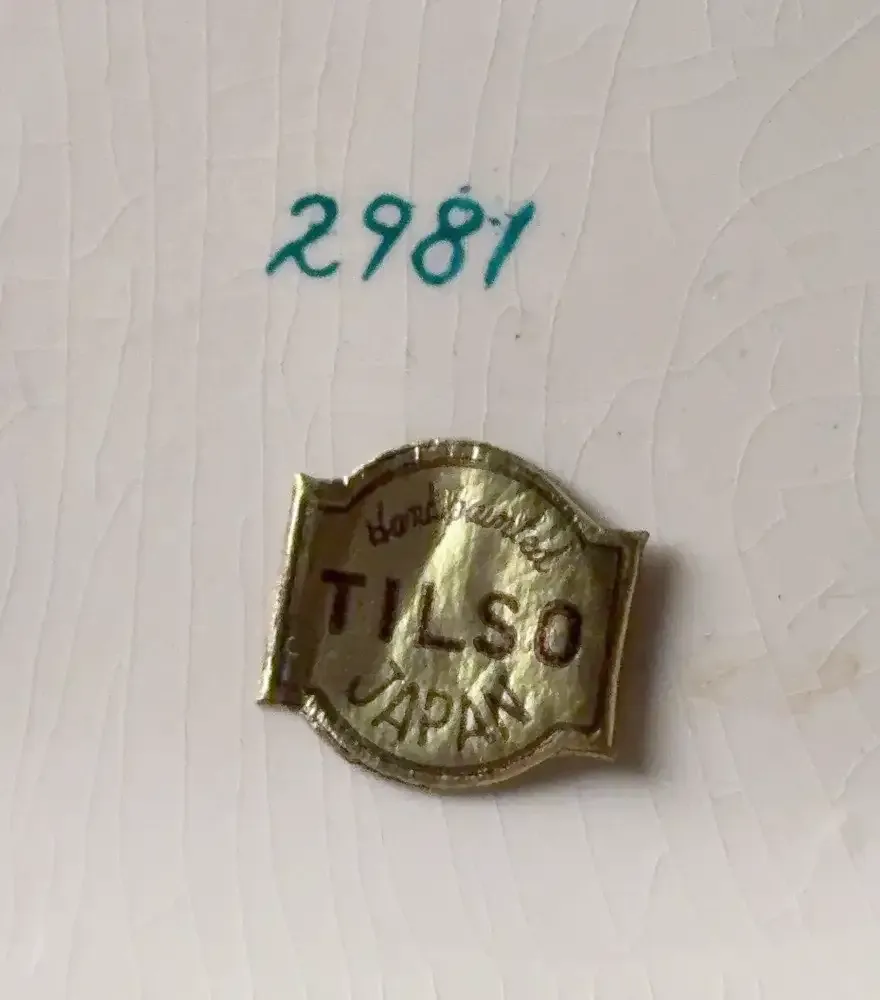 2981
Handpainted
TILSO
JAPAN